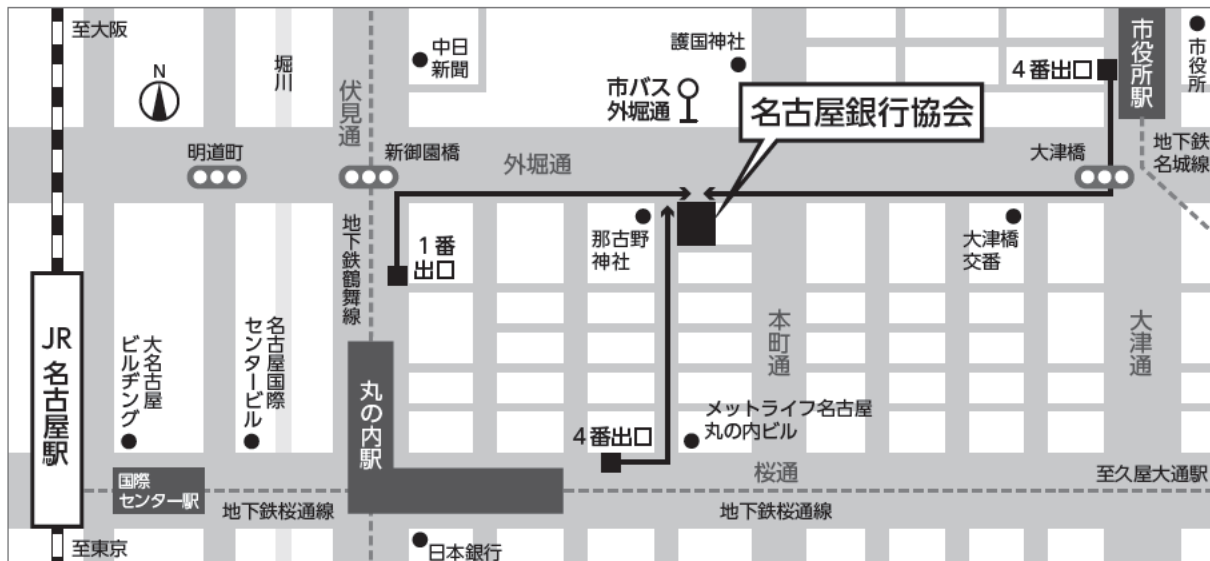 至大阪
N
堀川
伏見通
中日
新聞
護国神社
市バス
外堀通
名古屋銀行協会
4番出口
市役所駅
市役所
明道町
新御園橋
外堀通
大津橋
地下鉄
名城線
地下鉄鶴舞線
1番
出口
那古野
神社
大津橋
交番
JR名古屋駅
大名古屋
ビルヂング
名古屋国際
センタービル
丸の内駅
本町通
大津通
4番出口
メットライフ名古屋
丸の内ビル
国際
センター駅
桜通
至久屋大通駅
地下鉄桜通線
地下鉄桜通線
至東京
日本銀行